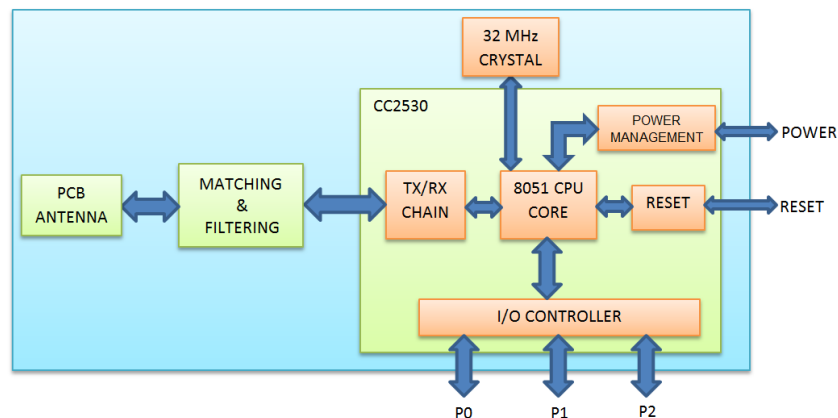 32 MHz
CRYSTAL
CC2530
POWER
MANAGEMENT
POWER
PCB
ANTENNA
MATCHING
&
FILTERING
TX/RX
CHAIN
8051 CPU
CORE
RESET
RESET
I/O CONTROLLER
P0
P1
P2